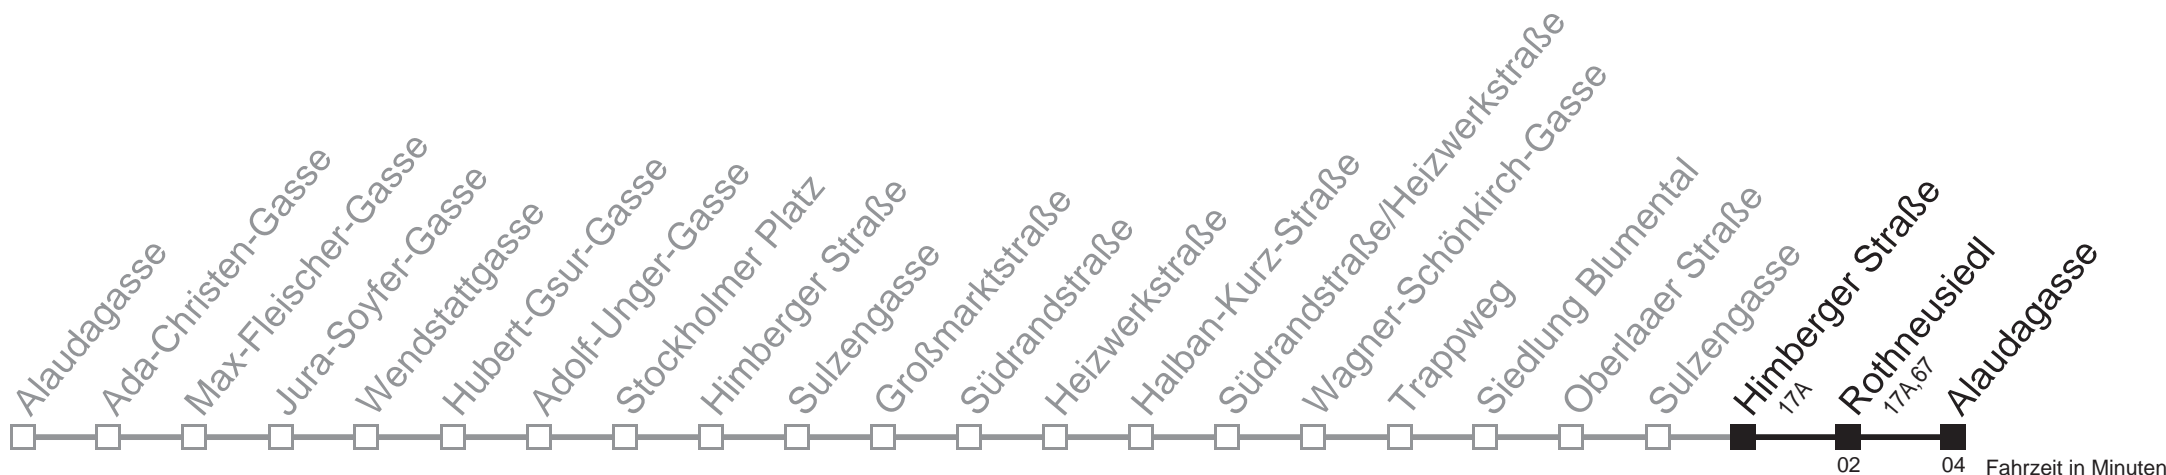 Alaudagasse
Ada-Christen-Gasse
Max-Fleischer-Gasse
Jura-Soyfer-Gasse
Wendstattgasse
Hubert-Gsur-Gasse
Adolf-Unger-Gasse
Stockholmer Platz
Himberger Straße
Sulzengasse
Großmarktstraße
Südrandstraße
Heizwerkstraße
Halban-Kurz-Straße
Südrandstraße/Heizwerkstraße
Wagner-Schönkirch-Gasse
Trappweg
Siedlung Blumental
Oberlaaer Straße
Sulzengasse
Himberger Straße
17A
Rothneusiedl
17A,67
Alaudagasse
02
04
Fahrzeit in Minuten